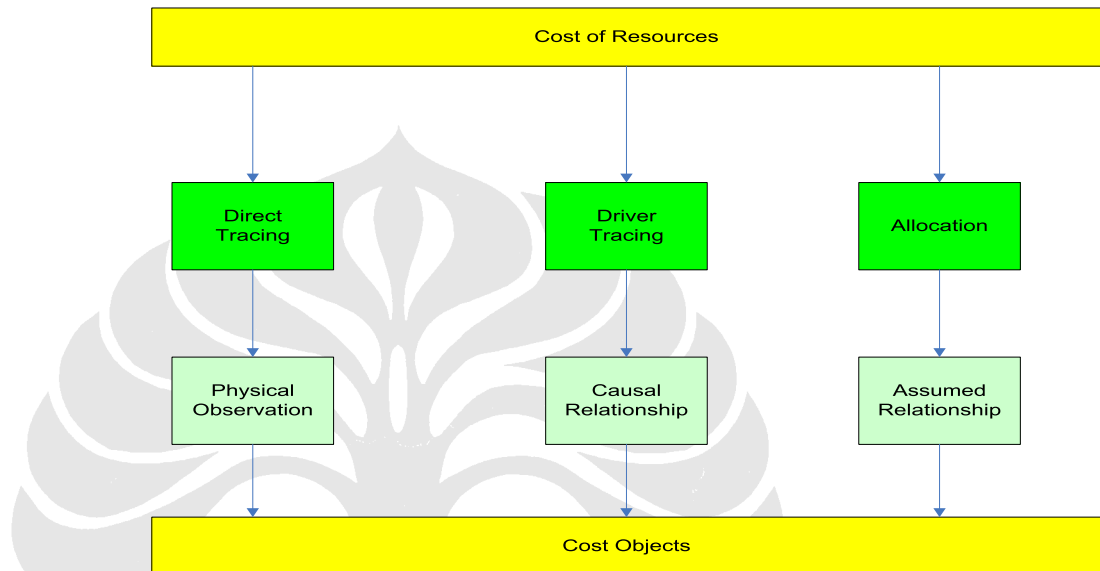 Cost of Resources
Direct
Tracing
Driver
Tracing
Allocation
Physical
Observation
Causal
Relationship
Assumed
Relationship
Cost Objects